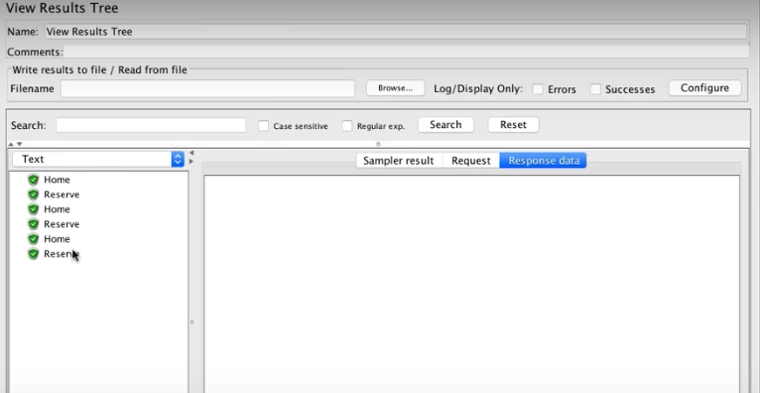 View Results Tree
Name: View Results Tree
Comments:
Write results to file / Read from file
Filename Browse... Log/Display Only: Errors Successes Configure
Search: Case sensitive Regular exp. Search Reset
Text Sampler result Request Response data
Home
Reserve
Home
Reserve
Home
Reserve